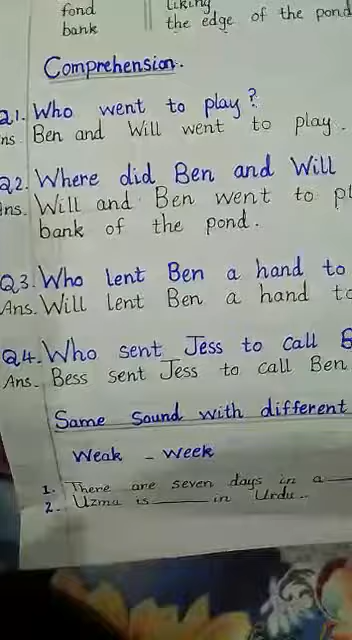 fond liking
bank the edge of the pond
Comprehension.
Q1. Who went to play?
Ans. Ben and Will went to play.
Q2. Where did Ben and Will
Ans. Will and Ben went to
bank of the pond.
Q3. Who lent Ben a hand to
Ans. Will lent Ben a hand to
Q4. Who sent Jess to call
Ans. Bess sent Jess to call Ben
Same Sound with different
Weak - Week
1. There are seven days in a
2. Uzma is ______ in Urdu.